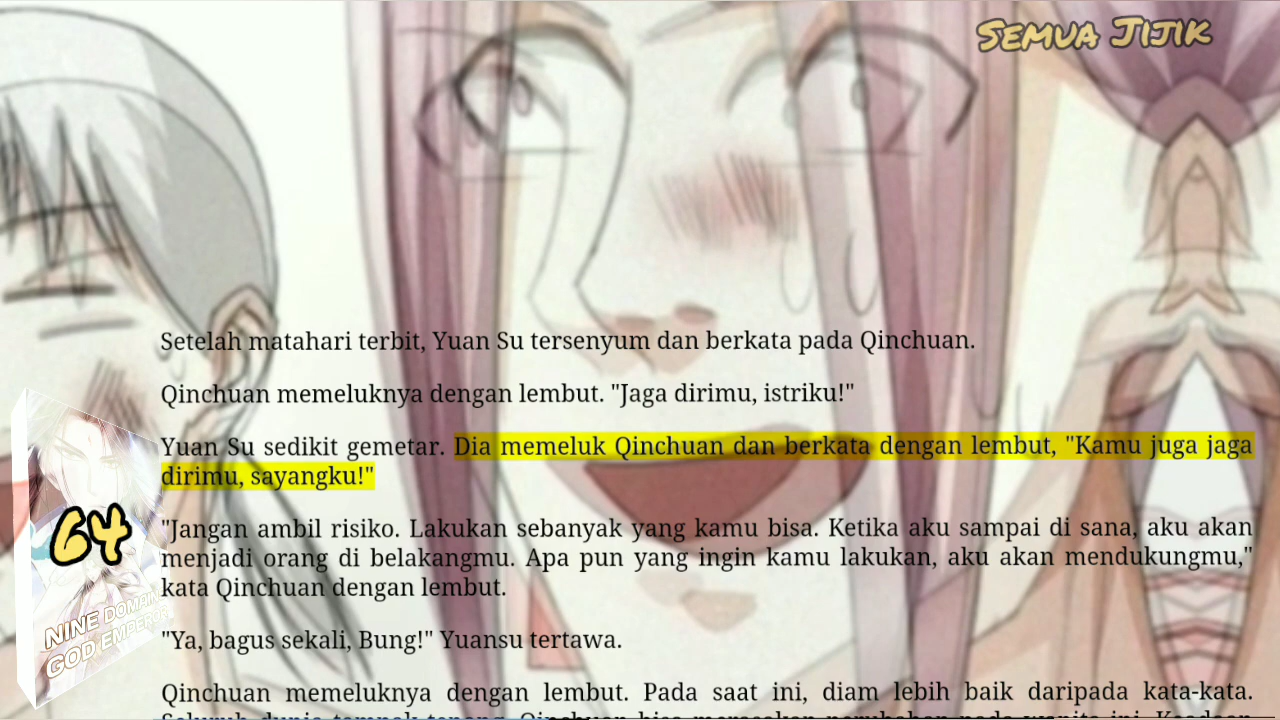 Semua Jijik
Setelah matahari terbit, Yuan Su tersenyum dan berkata pada Qinchuan.
Qinchuan memeluknya dengan lembut. "Jaga dirimu, istriku!"
Yuan Su sedikit gemetar. Dia memeluk Qinchuan dan berkata dengan lembut, "Kamu juga jaga
dirimu, sayangku!"
"Jangan ambil risiko. Lakukan sebanyak yang kamu bisa. Ketika aku sampai di sana, aku akan
menjadi orang di belakangmu. Apa pun yang ingin kamu lakukan, aku akan mendukungmu,"
kata Qinchuan dengan lembut.
"Ya, bagus sekali, Bung!" Yuansu tertawa.
Qinchuan memeluknya dengan lembut. Pada saat ini, diam lebih baik daripada kata-kata.
64
NINE DOMAIN
GOD EMPEROR